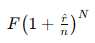 F(1 + r̂/n)^N